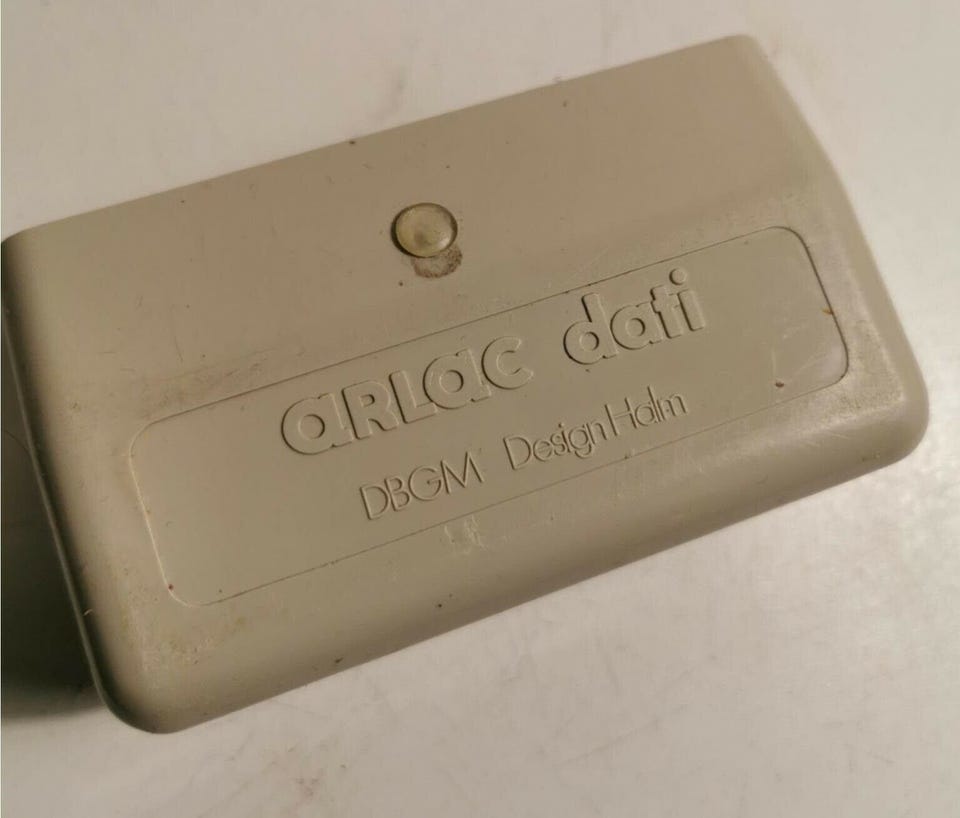 aRLac dati
DBGM Design Halm